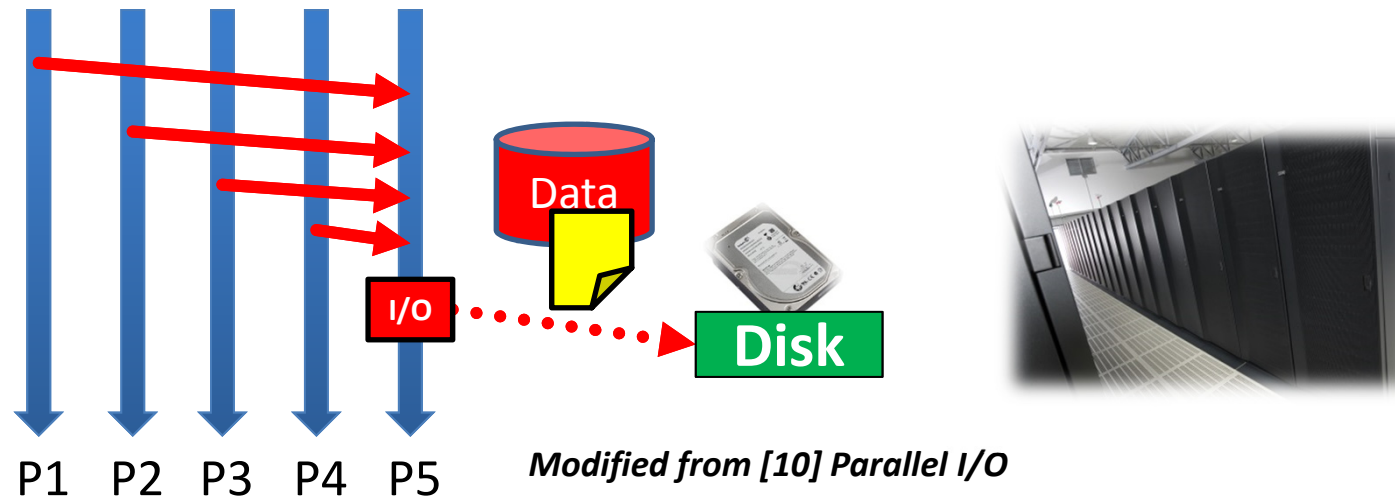 Data
I/O
Disk
P1 P2 P3 P4 P5
Modified from [10] Parallel I/O